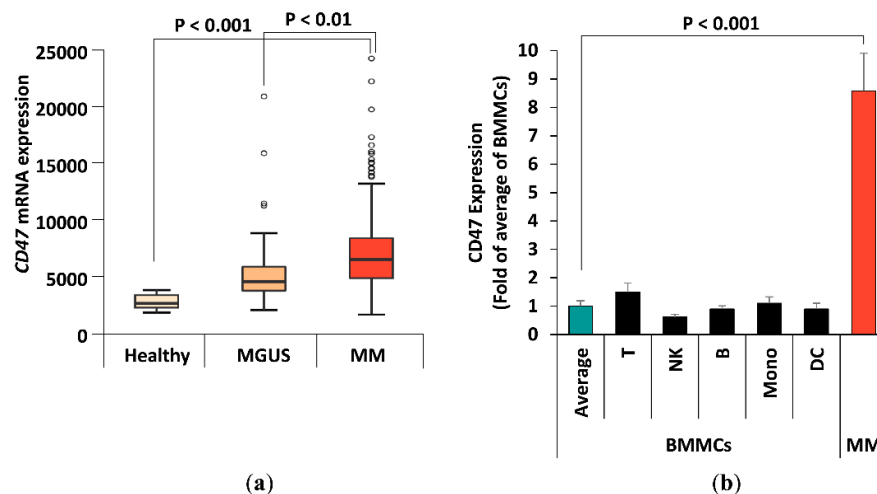 P < 0.001
P < 0.01
CD47 mRNA expression
25000
20000
15000
10000
5000
0
Healthy
MGUS
MM
(a)
P < 0.001
CD47 Expression
(Fold of average of BMMCs)
10
9
8
7
6
5
4
3
2
1
0
Average
T
NK
B
Mono
DC
BMMCs
MM
(b)